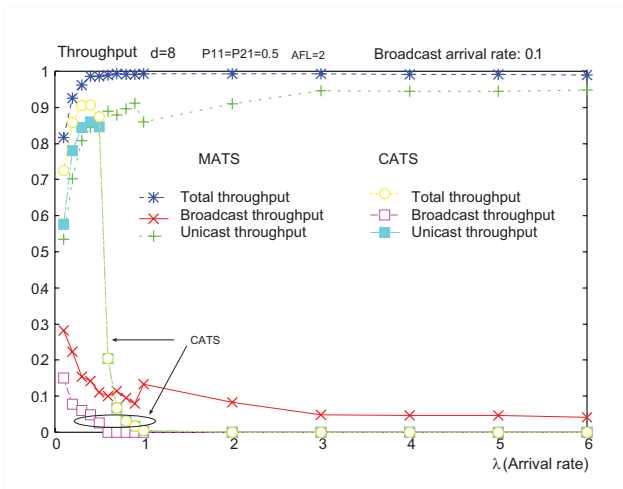 Throughput d=8 P11=P21=0.5 AFL=2 Broadcast arrival rate: 0.1
1
0.9
0.8
0.7
0.6
0.5
0.4
0.3
0.2
0.1
0
MATS
Total throughput
Broadcast throughput
Unicast throughput
CATS
Total throughput
Broadcast throughput
Unicast throughput
CATS
0 1 2 3 4 5 6
λ(Arrival rate)